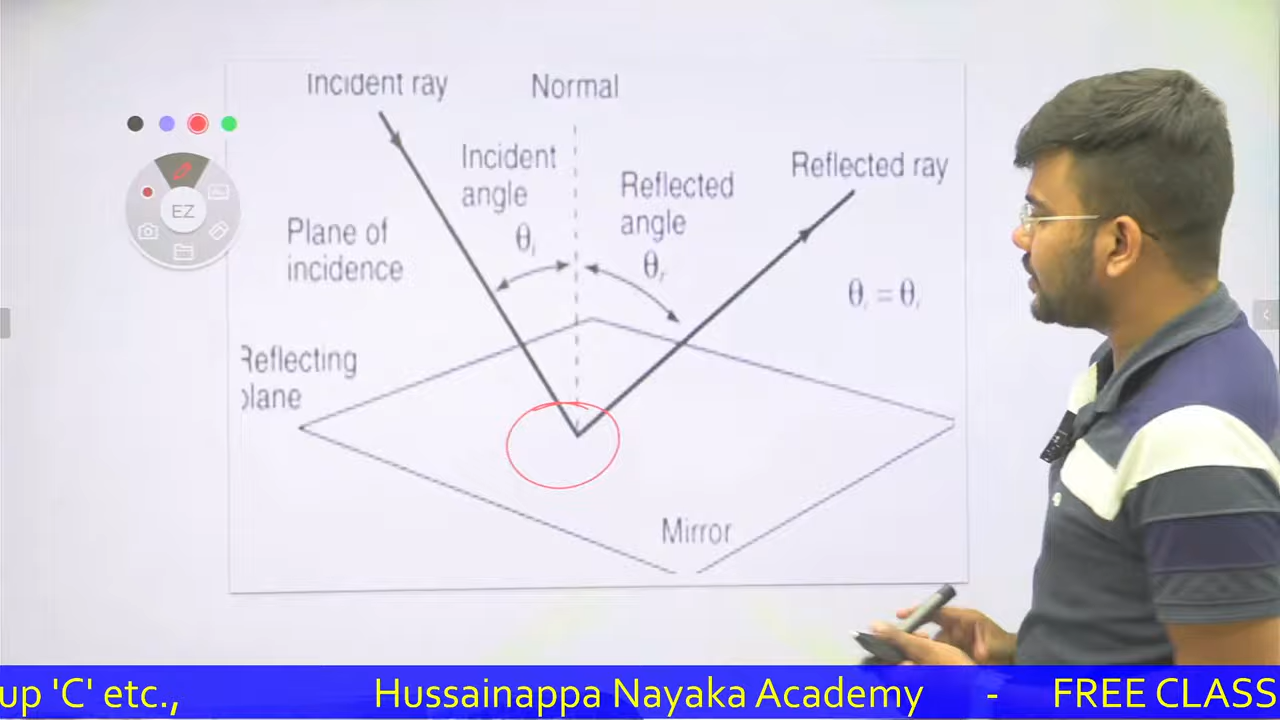 Incident ray
Normal
Incident
angle
θi
Reflected
angle
θr
Reflected ray
Plane of
incidence
θi = θr
Reflecting
plane
Mirror
EZ
up 'C' etc., Hussainappa Nayaka Academy - FREE CLASS